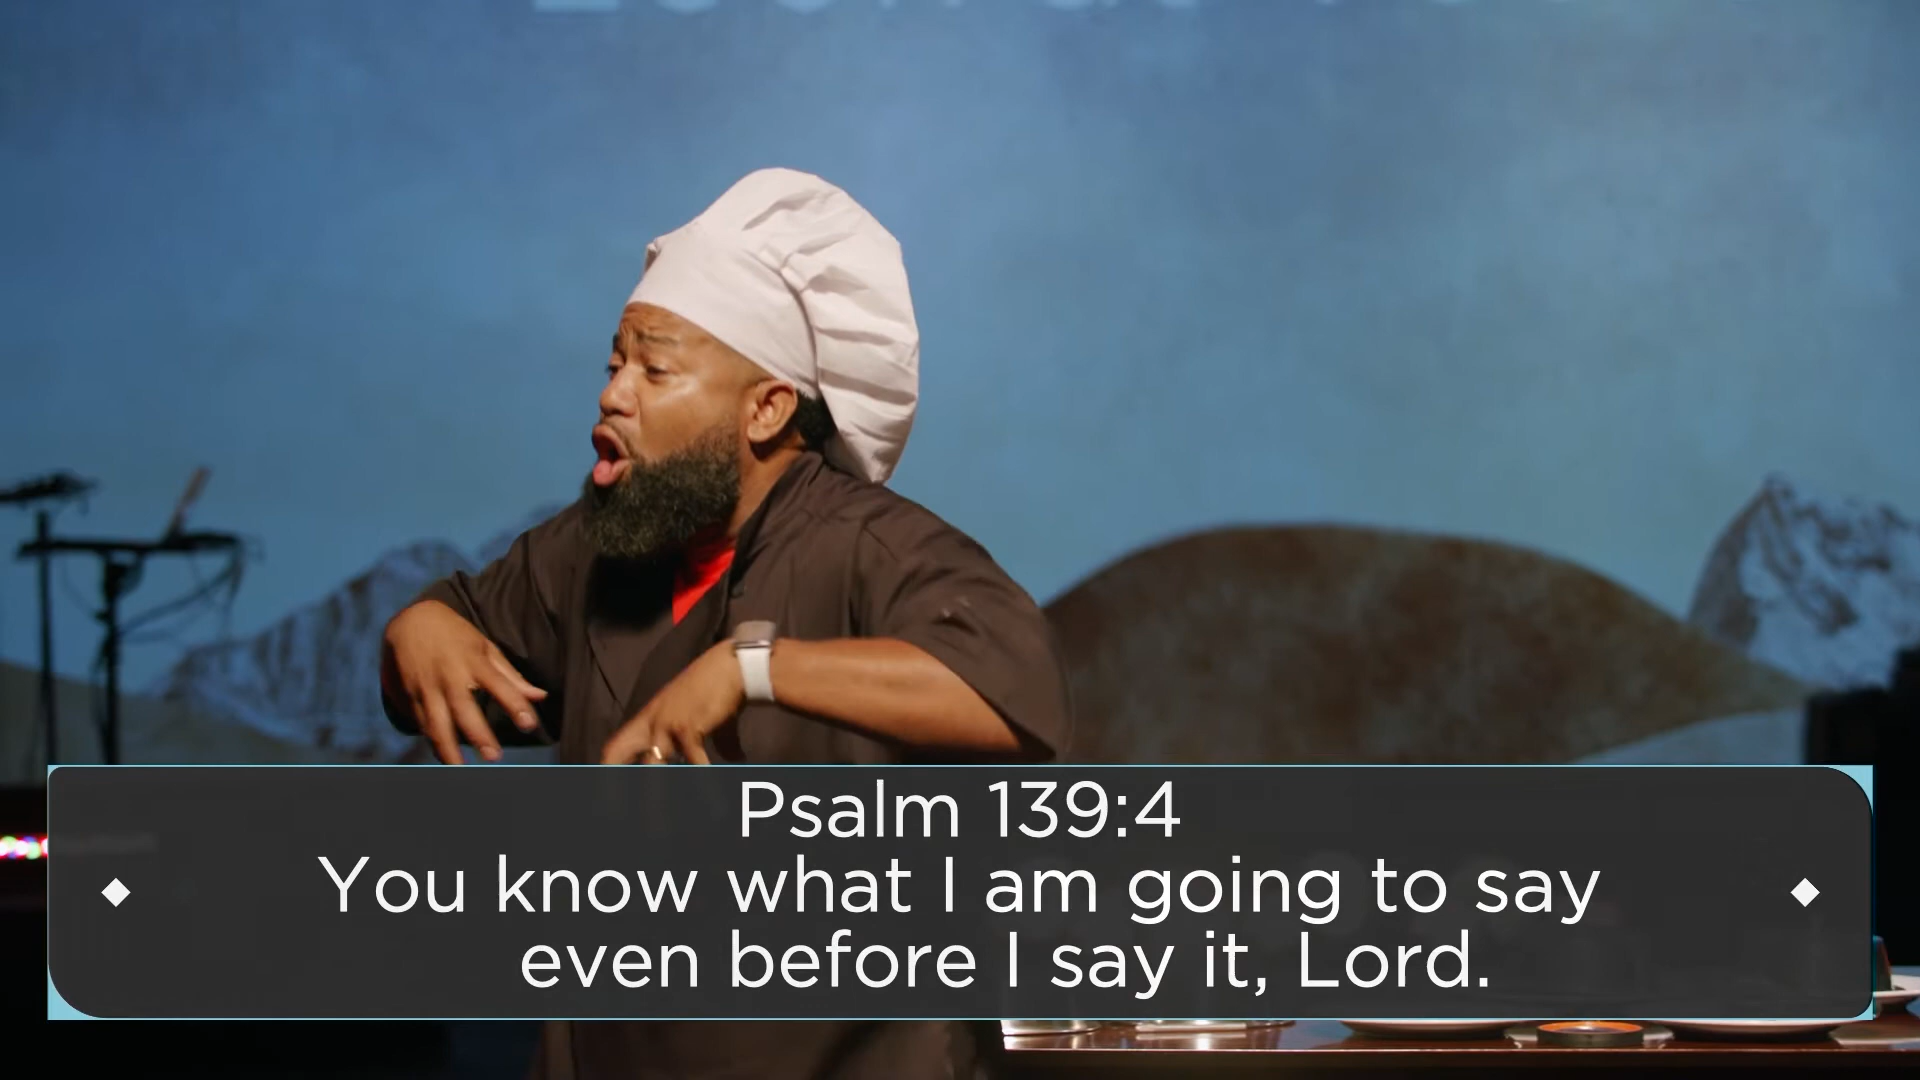 Psalm 139:4
You know what I am going to say
even before I say it, Lord.